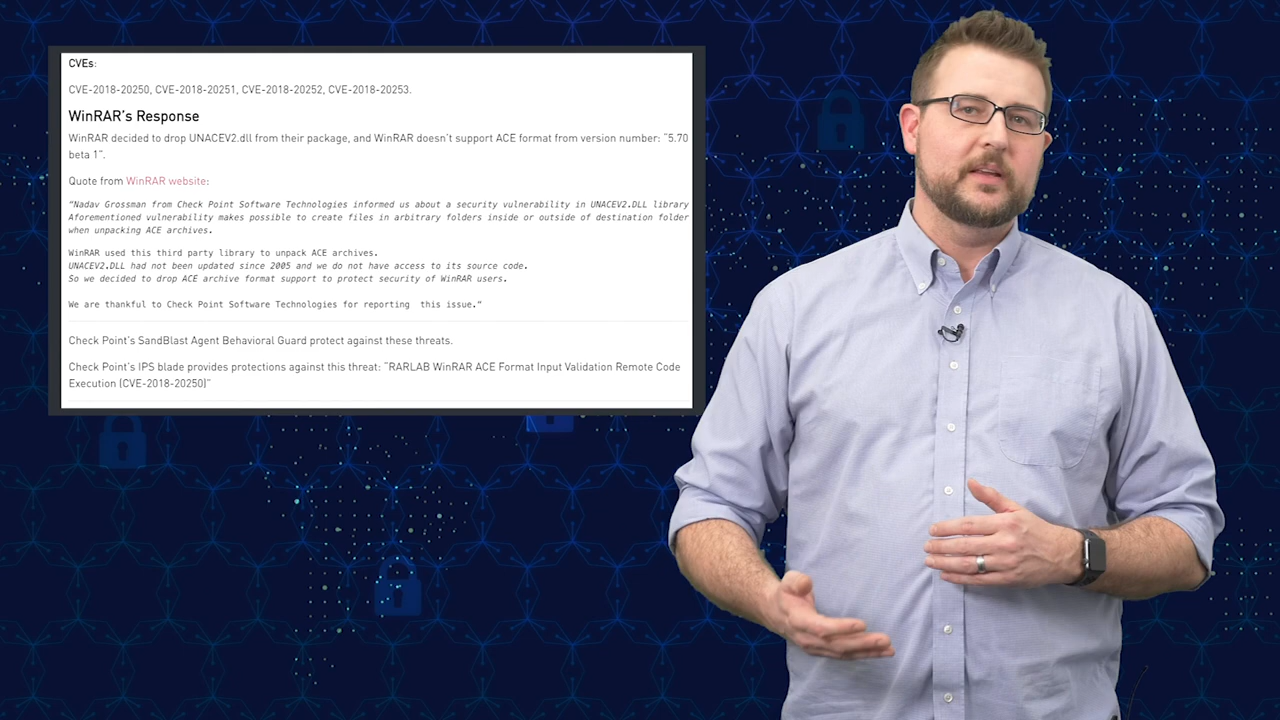 CVEs:
CVE-2018-20250, CVE-2018-20251, CVE-2018-20252, CVE-2018-20253.
WinRAR's Response
WinRAR decided to drop UNACEV2.dll from their package, and WinRAR doesn't support ACE format from version number: "5.70
beta 1".
Quote from WinRAR website:
"Nadav Grossman from Check Point Software Technologies informed us about a security vulnerability in UNACEV2.DLL library
Aforementioned vulnerability makes possible to create files in arbitrary folders inside or outside of destination folder
when unpacking ACE archives.
WinRAR used this third party library to unpack ACE archives.
UNACEV2.DLL had not been updated since 2005 and we do not have access to its source code.
So we decided to drop ACE archive format support to protect security of WinRAR users.
We are thankful to Check Point Software Technologies for reporting  this issue."
Check Point's SandBlast Agent Behavioral Guard protect against these threats.
Check Point's IPS blade provides protections against this threat: "RARLAB WinRAR ACE Format Input Validation Remote Code
Execution (CVE-2018-20250)"